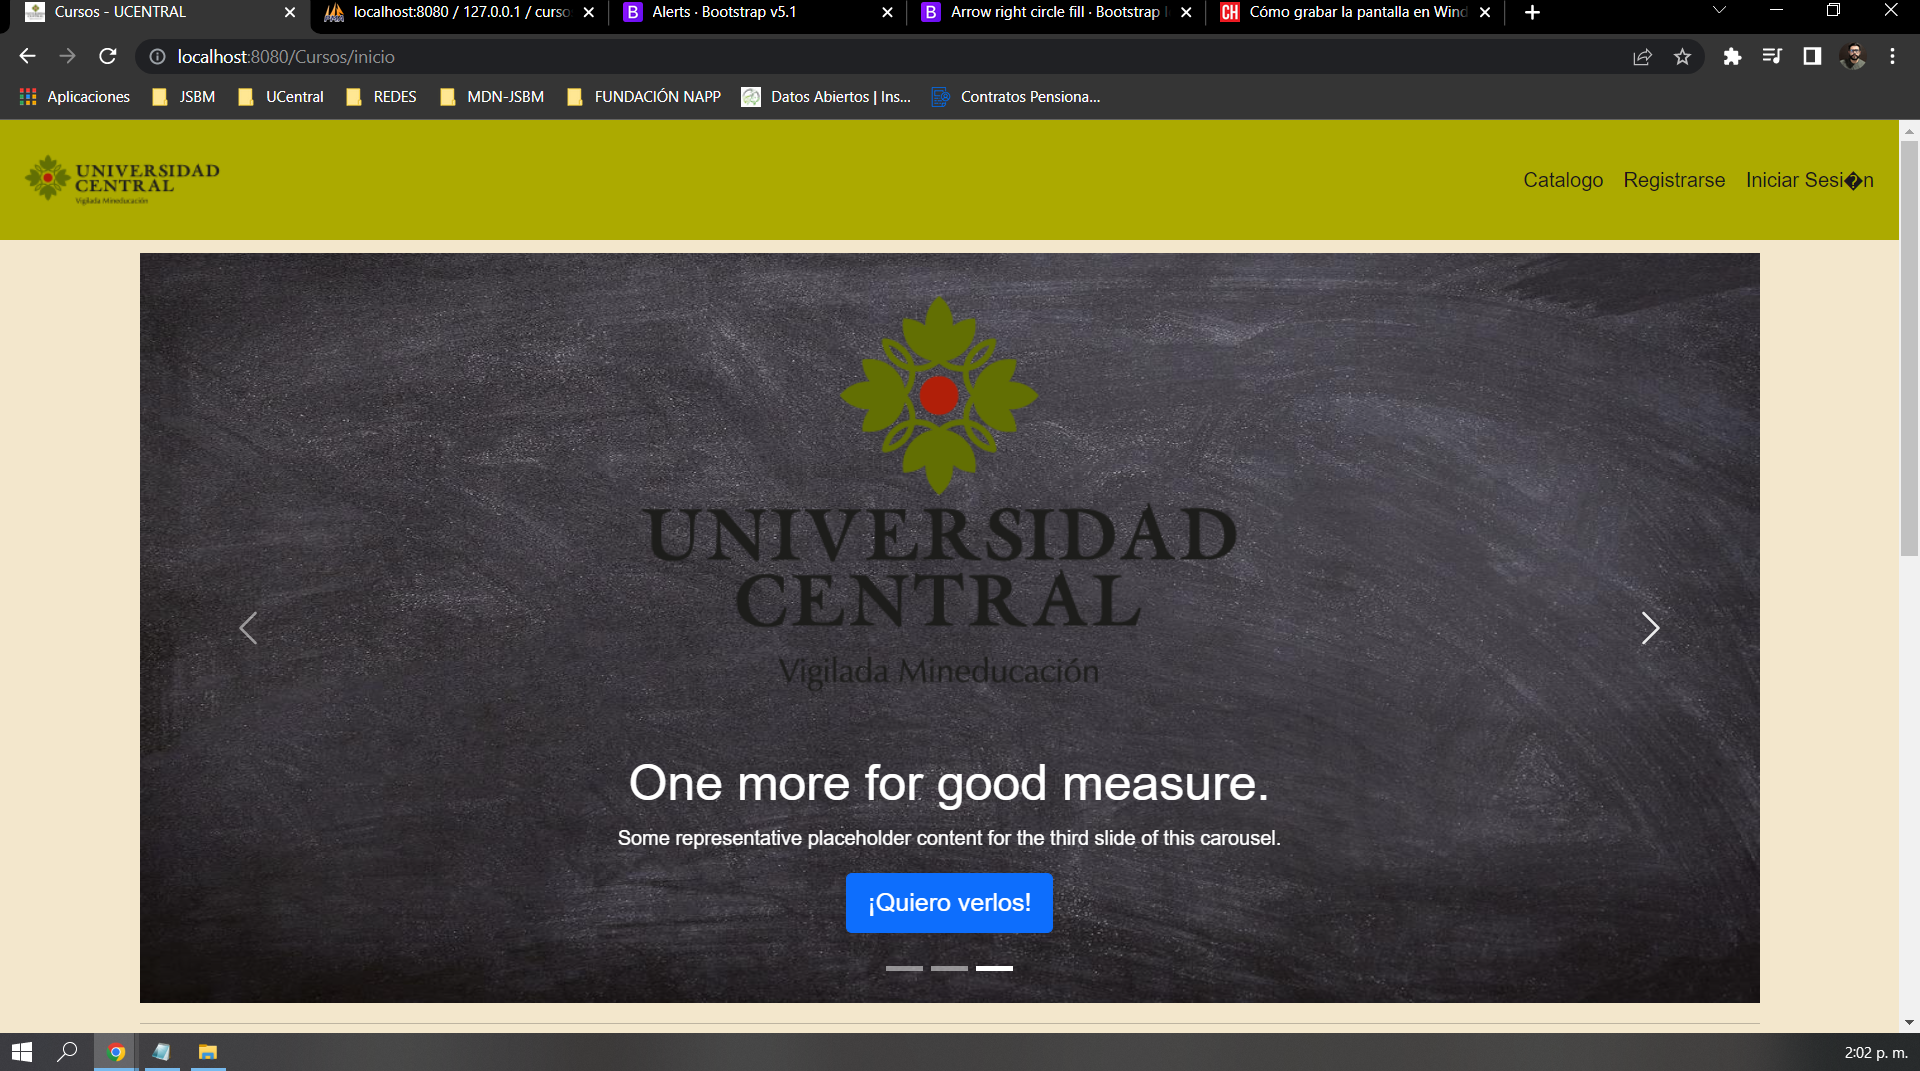 Cursos - UCENTRAL
localhost:8080 / 127.0.0.1 / curso
Alerts · Bootstrap v5.1
Arrow right circle fill · Bootstrap I
Cómo grabar la pantalla en Wind
localhost:8080/Cursos/inicio
Aplicaciones
JSBM
UCentral
REDES
MDN-JSBM
FUNDACIÓN NAPP
Datos Abiertos | Ins...
Contratos Pensiona...
UNIVERSIDAD
CENTRAL
Vigilada Mineducación
Catalogo
Registrarse
Iniciar Sesi�n
UNIVERSIDAD
CENTRAL
Vigilada Mineducación
One more for good measure.
Some representative placeholder content for the third slide of this carousel.
¡Quiero verlos!
2:02 p. m.